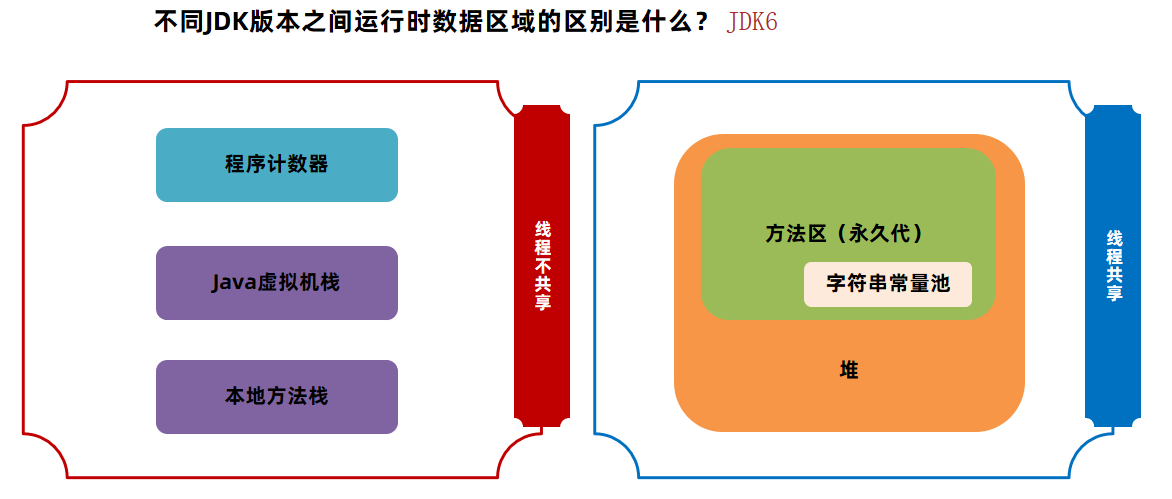 不同JDK版本之间运行时数据区域的区别是什么？ JDK6
程序计数器
Java虚拟机栈
本地方法栈
线程不共享
方法区（永久代）
字符串常量池
堆
线程共享